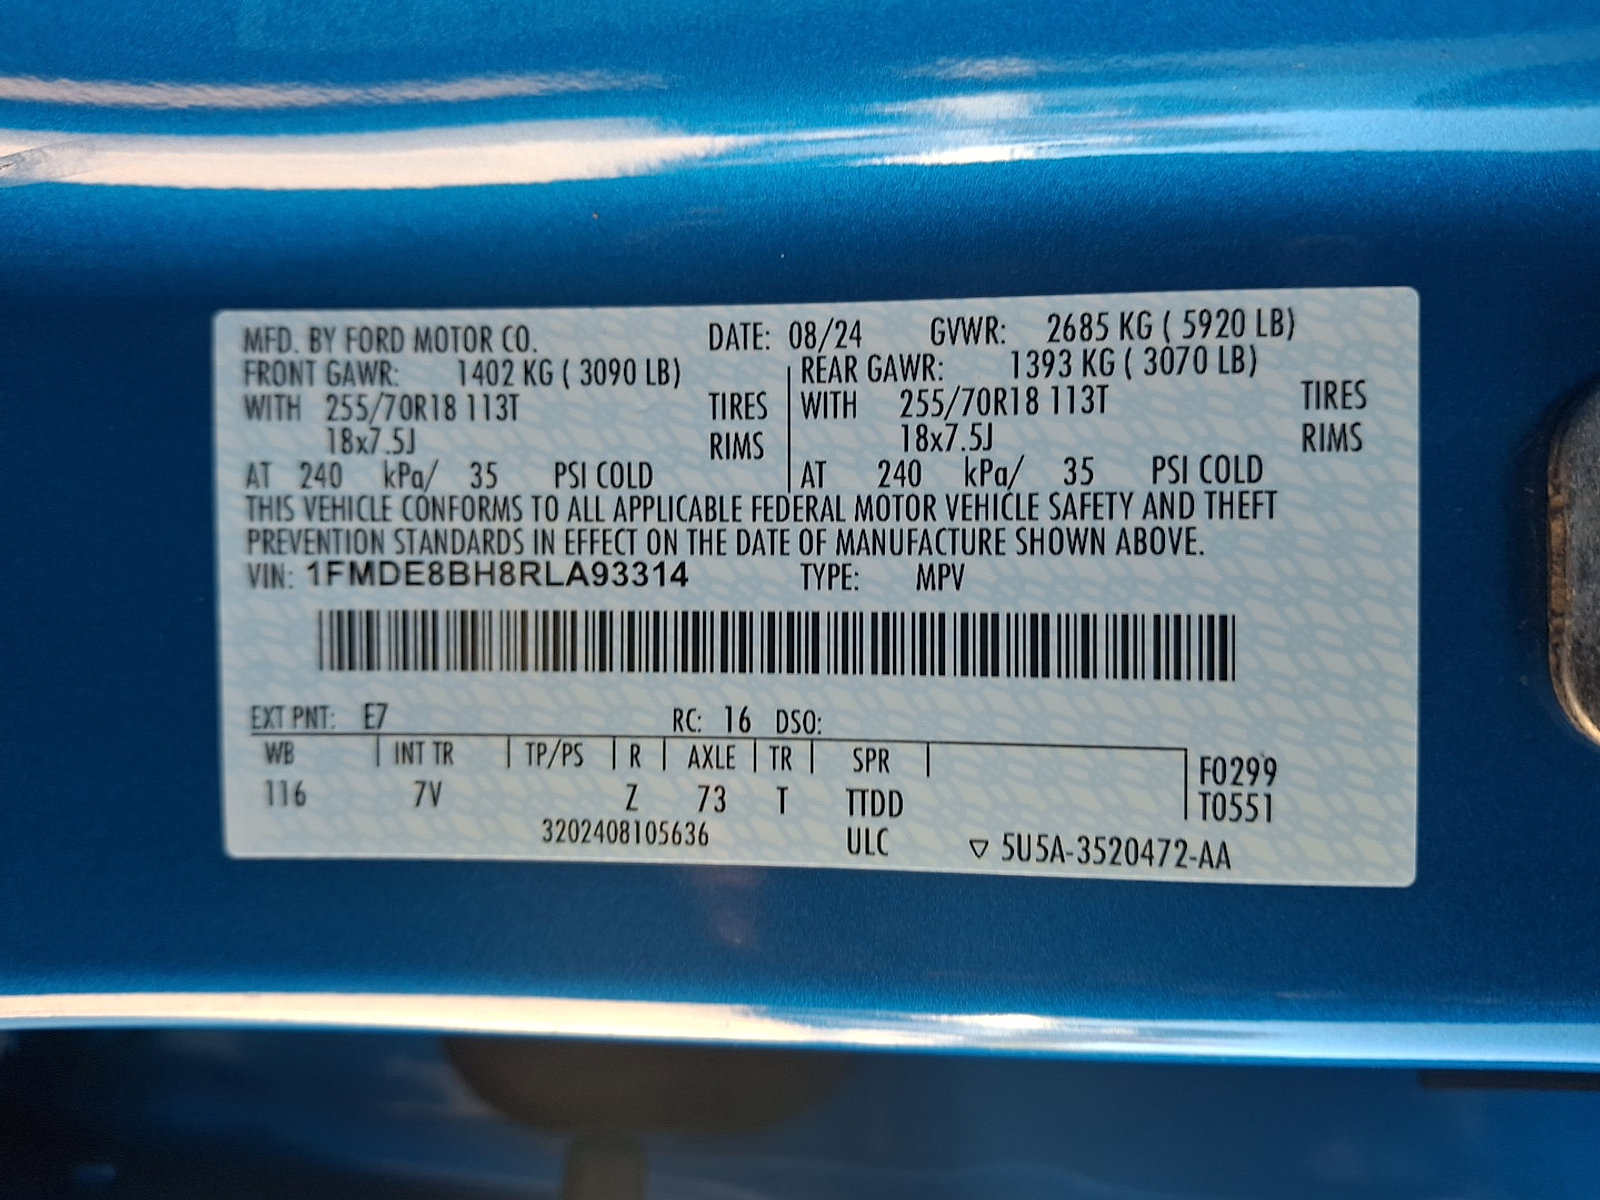 MFD. BY FORD MOTOR CO. DATE: 08/24 GVWR: 2685 KG ( 5920 LB)
FRONT GAWR: 1402 KG ( 3090 LB) REAR GAWR: 1393 KG ( 3070 LB)
WITH 255/70R18 113T TIRES WITH 255/70R18 113T TIRES
18x7.5J RIMS 18x7.5J RIMS
AT 240 kPa/ 35 PSI COLD AT 240 kPa/ 35 PSI COLD
THIS VEHICLE CONFORMS TO ALL APPLICABLE FEDERAL MOTOR VEHICLE SAFETY AND THEFT
PREVENTION STANDARDS IN EFFECT ON THE DATE OF MANUFACTURE SHOWN ABOVE.
VIN: 1FMDE8BH8RLA93314 TYPE: MPV
EXT PNT: E7 RC: 16 DSO:
WB INT TR TP/PS R AXLE TR SPR F0299
116 7V Z 73 T TTDD T0551
3202408105636 ULC ▽ 5U5A-3520472-AA